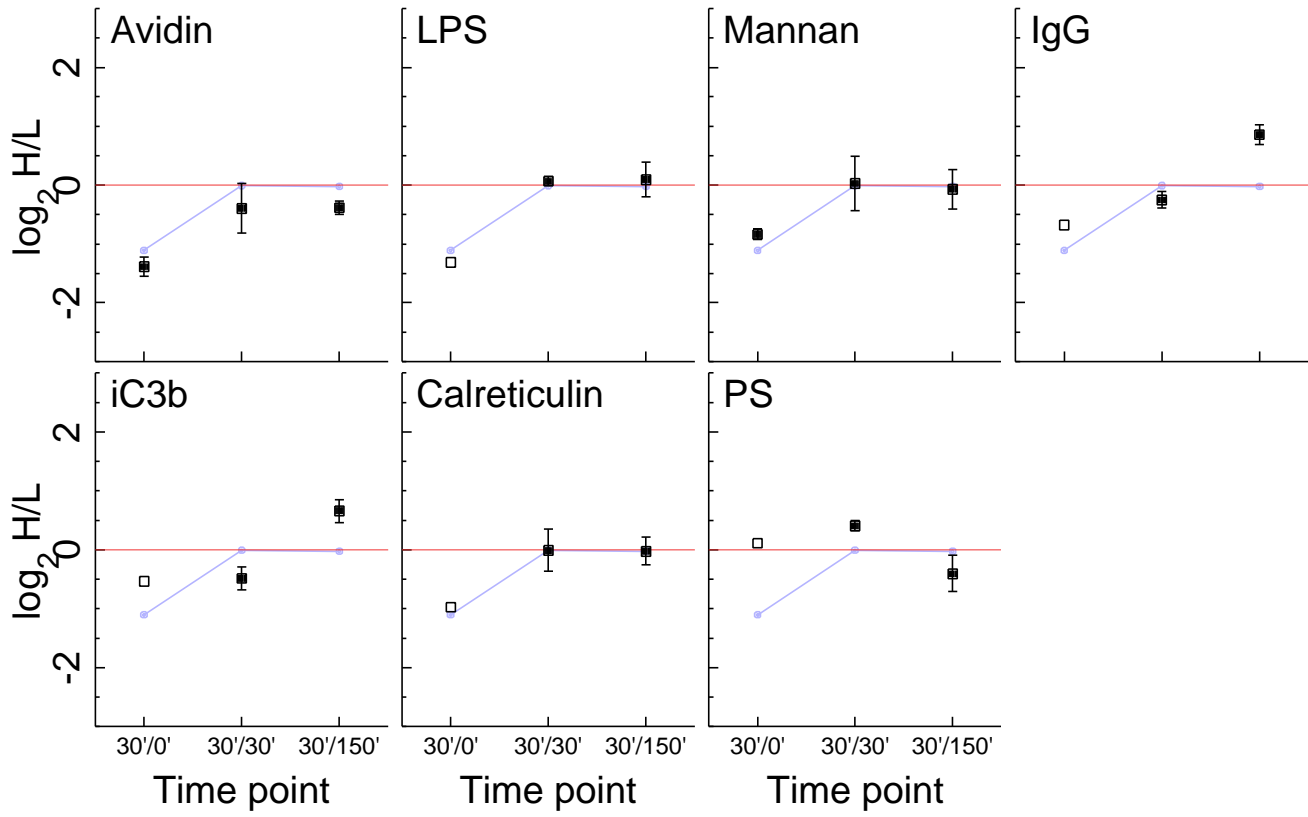 Avidin LPS Mannan IgG
2
0
-2
log2 H/L
iC3b Calreticulin PS
2
0
-2
log2 H/L
30'/0' 30'/30' 30'/150' 30'/0' 30'/30' 30'/150' 30'/0' 30'/30' 30'/150'
Time point Time point Time point